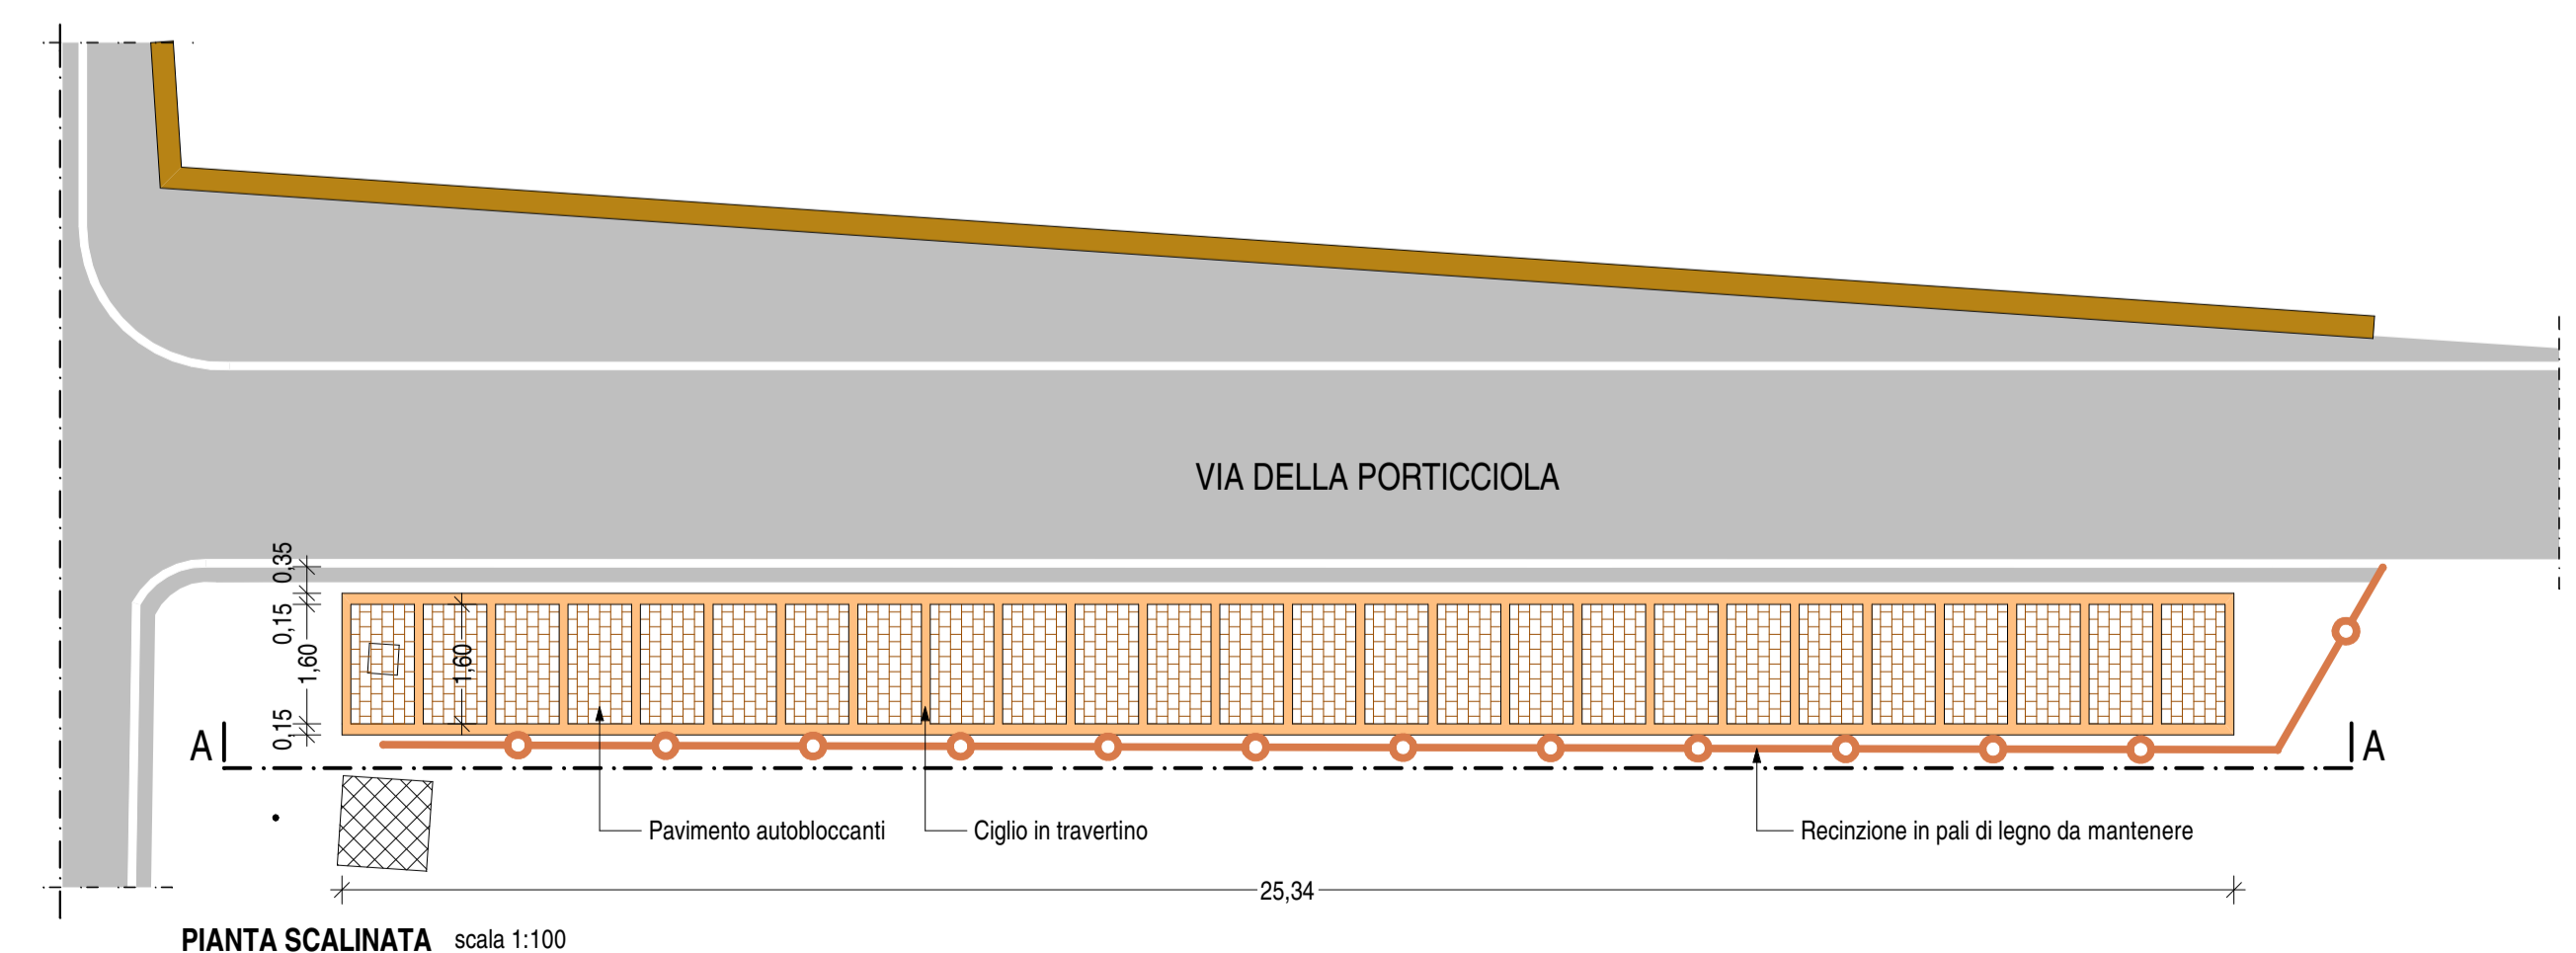 VIA DELLA PORTICCIOLA
0,35
0,15
1,60
1,60
0,15
A
A
Pavimento autobloccanti
Ciglio in travertino
Recinzione in pali di legno da mantenere
25,34
PIANTA SCALINATA scala 1:100